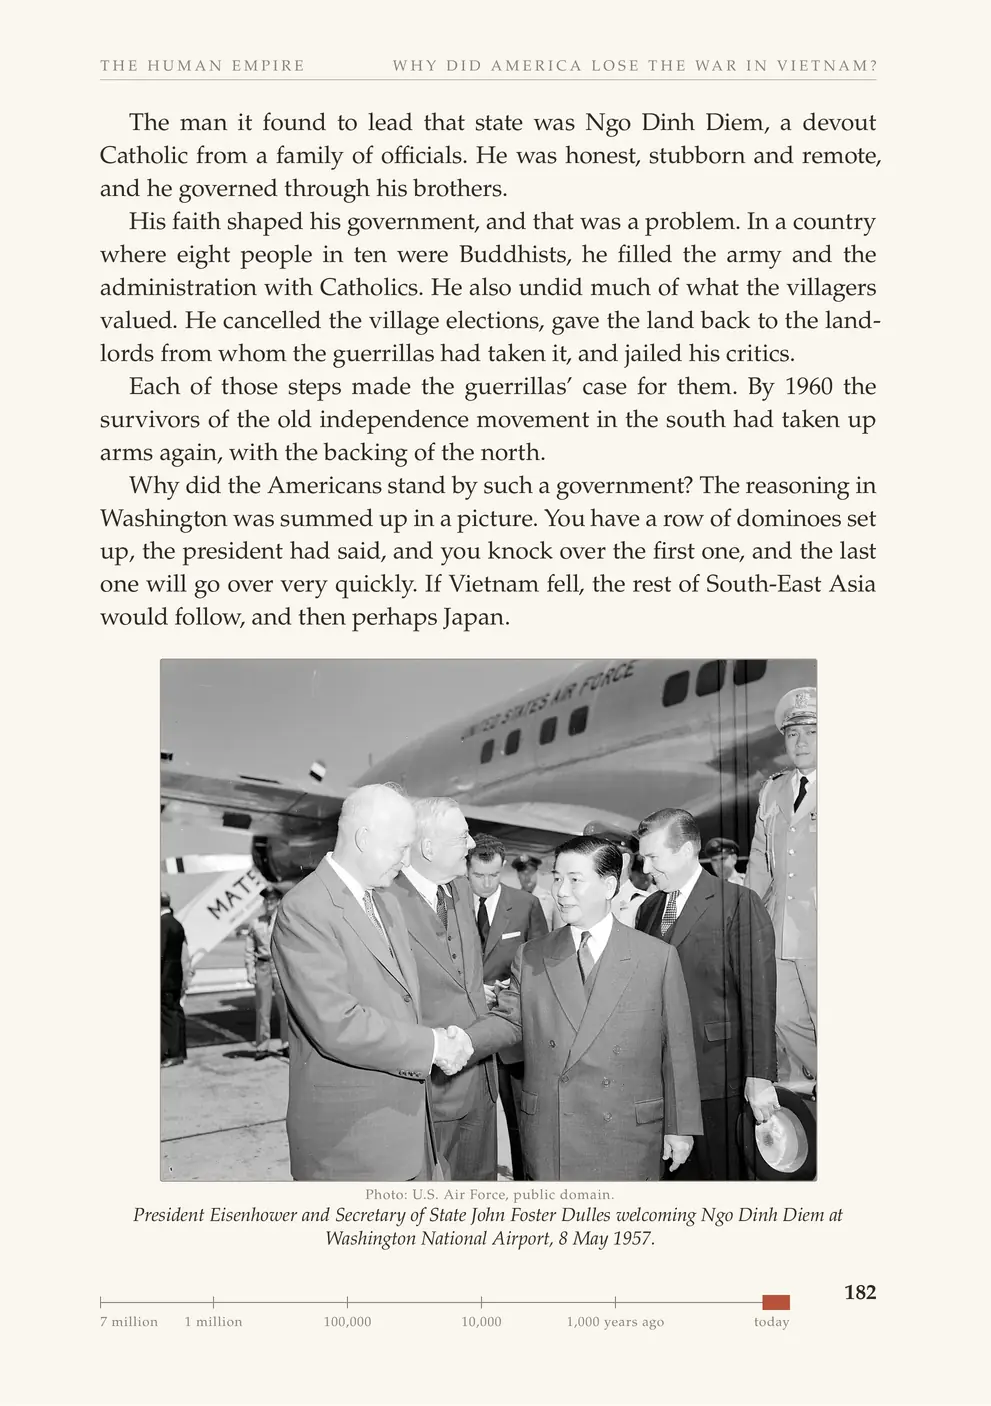 THE HUMAN EMPIRE
WHY DID AMERICA LOSE THE WAR IN VIETNAM?
The man it found to lead that state was Ngo Dinh Diem, a devout
Catholic from a family of officials. He was honest, stubborn and remote,
and he governed through his brothers.
His faith shaped his government, and that was a problem. In a country
where eight people in ten were Buddhists, he filled the army and the
administration with Catholics. He also undid much of what the villagers
valued. He cancelled the village elections, gave the land back to the land-
lords from whom the guerrillas had taken it, and jailed his critics.
Each of those steps made the guerrillas’ case for them. By 1960 the
survivors of the old independence movement in the south had taken up
arms again, with the backing of the north.
Why did the Americans stand by such a government? The reasoning in
Washington was summed up in a picture. You have a row of dominoes set
up, the president had said, and you knock over the first one, and the last
one will go over very quickly. If Vietnam fell, the rest of South-East Asia
would follow, and then perhaps Japan.
UNITED STATES AIR FORCE
MATS
Photo: U.S. Air Force, public domain.
President Eisenhower and Secretary of State John Foster Dulles welcoming Ngo Dinh Diem at
Washington National Airport, 8 May 1957.
182
7 million 1 million 100,000 10,000 1,000 years ago today